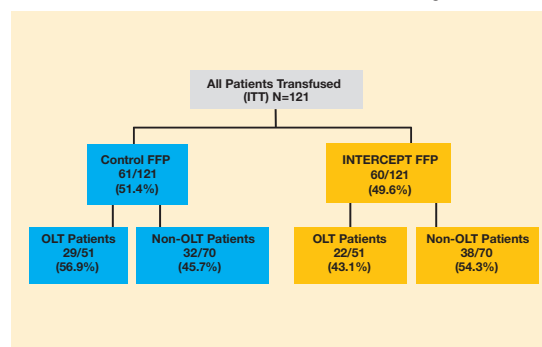 All Patients Transfused
(ITT) N=121
Control FFP
61/121
(51.4%)
INTERCEPT FFP
60/121
(49.6%)
OLT Patients
29/51
(56.9%)
Non-OLT Patients
32/70
(45.7%)
OLT Patients
22/51
(43.1%)
Non-OLT Patients
38/70
(54.3%)